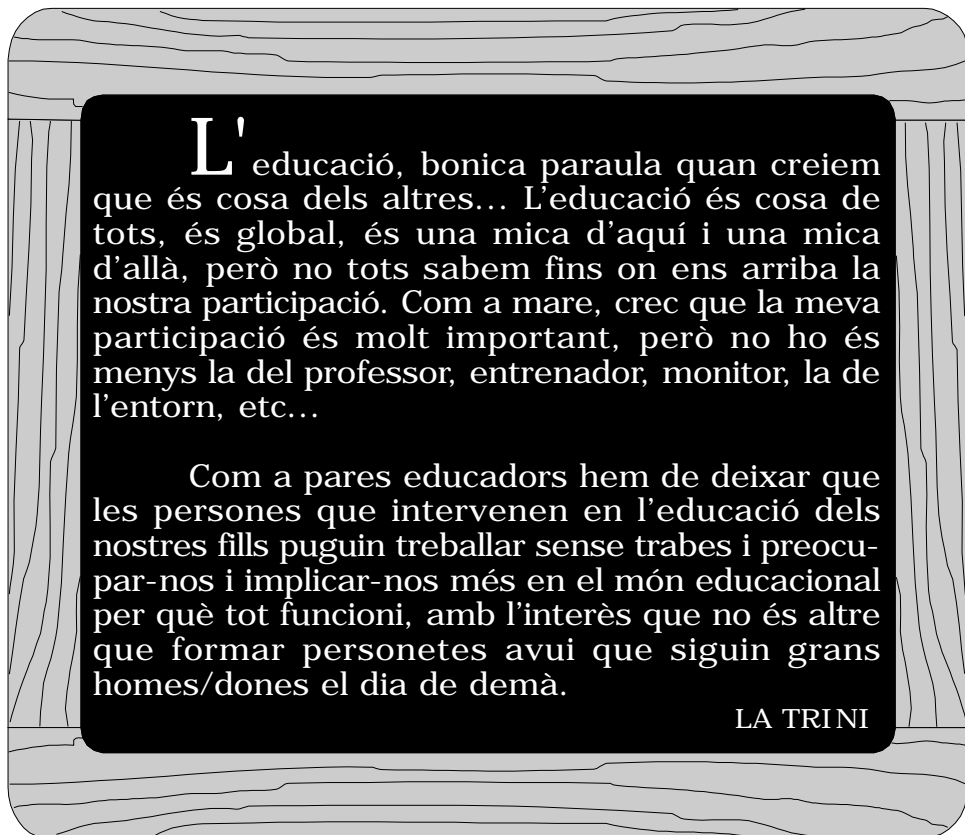 L'educació, bonica paraula quan creiem
que és cosa dels altres... L’educació és cosa de
tots, és global, és una mica d’aquí i una mica
d’allà, però no tots sabem fins on ens arriba la
nostra participació. Com a mare, crec que la meva
participació és molt important, però no ho és
menys la del professor, entrenador, monitor, la de
l’entorn, etc...
Com a pares educadors hem de deixar que
les persones que intervenen en l’educació dels
nostres fills puguin treballar sense trabes i preocu-
par-nos i implicar-nos més en el món educacional
per què tot funcioni, amb l’interès que no és altre
que formar personetes avui que siguin grans
homes/dones el dia de demà.
LA TRINI